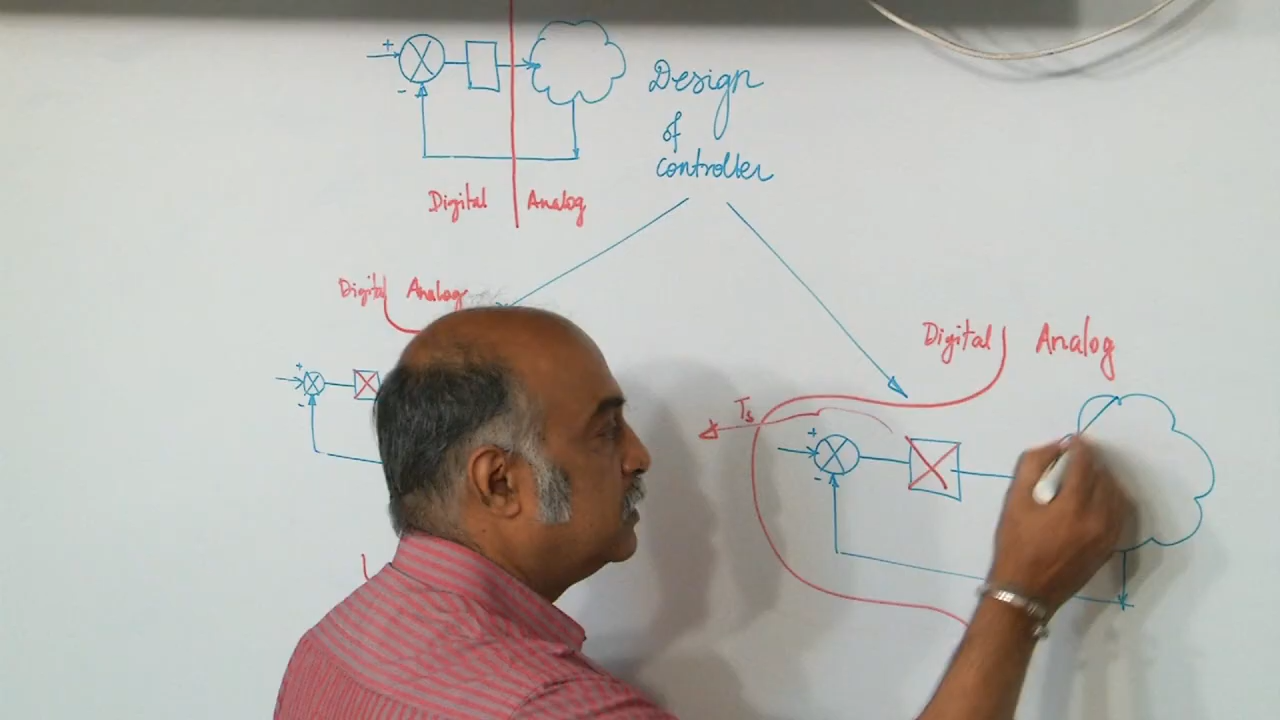 +
-
Design
of
controller
Digital Analog
Digital Analog
+
-
Digital Analog
Ts
+
-